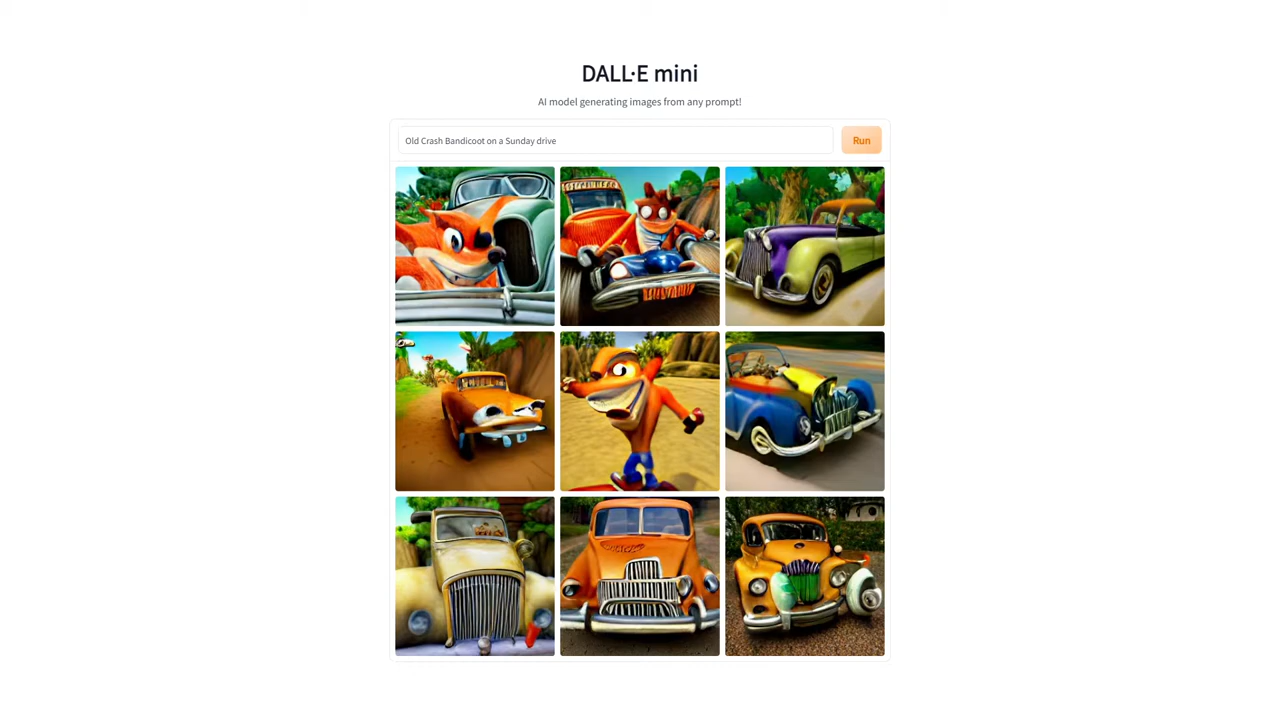 DALL·E mini
AI model generating images from any prompt!
Old Crash Bandicoot on a Sunday drive
Run